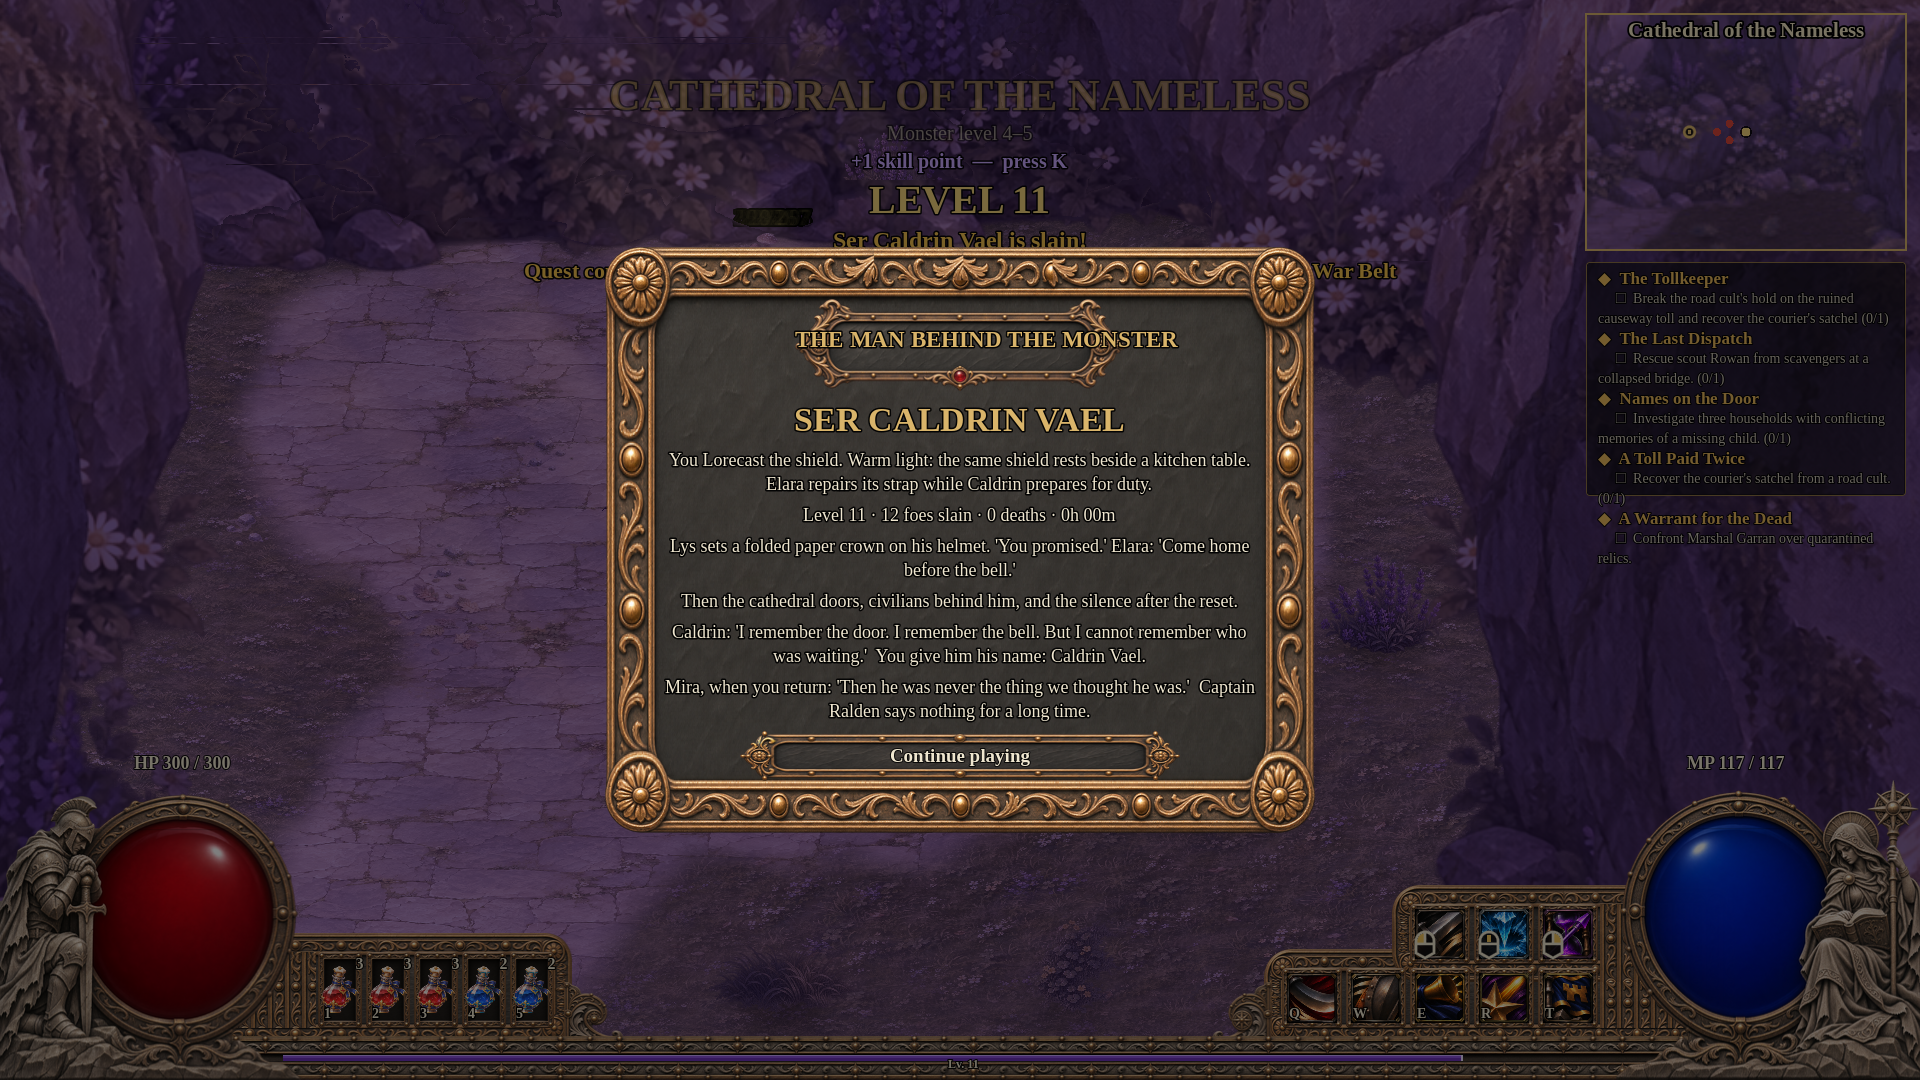 Cathedral of the Nameless
CATHEDRAL OF THE NAMELESS
Monster level 4–5
+1 skill point — press K
LEVEL 11
Ser Caldrin Vael is slain!
Quest
War Belt
THE MAN BEHIND THE MONSTER
SER CALDRIN VAEL
You Lorecast the shield. Warm light: the same shield rests beside a kitchen table.
Elara repairs its strap while Caldrin prepares for duty.
Level 11 · 12 foes slain · 0 deaths · 0h 00m
Lys sets a folded paper crown on his helmet. 'You promised.' Elara: 'Come home
before the bell.'
Then the cathedral doors, civilians behind him, and the silence after the reset.
Caldrin: 'I remember the door. I remember the bell. But I cannot remember who
was waiting.' You give him his name: Caldrin Vael.
Mira, when you return: 'Then he was never the thing we thought he was.' Captain
Ralden says nothing for a long time.
Continue playing
◆ The Tollkeeper
☐ Break the road cult's hold on the ruined
causeway toll and recover the courier's satchel (0/1)
◆ The Last Dispatch
☐ Rescue scout Rowan from scavengers at a
collapsed bridge. (0/1)
◆ Names on the Door
☐ Investigate three households with conflicting
memories of a missing child. (0/1)
◆ A Toll Paid Twice
☐ Recover the courier's satchel from a road cult.
(0/1)
◆ A Warrant for the Dead
☐ Confront Marshal Garran over quarantined
relics.
HP 300 / 300
MP 117 / 117
3 3 3 2 2
1 2 3 4 5
Q W E R T
Lv. 11